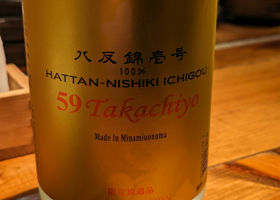 八反錦壱号
100%
HATTAN-NISHIKI ICHIGOU
59 Takachiyo
Made in Minamiuonuma